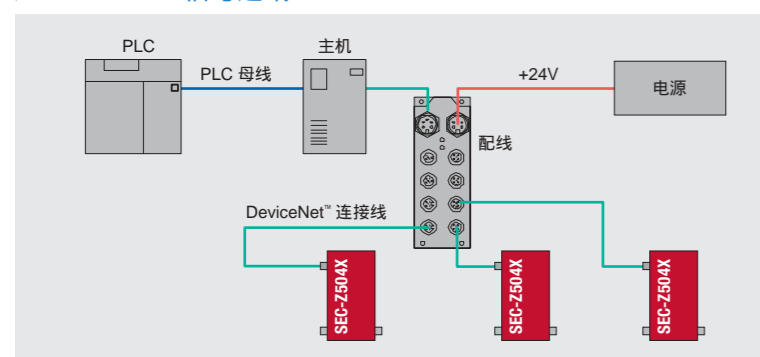 PLC
主机
PLC 母线
+24V
电源
配线
DeviceNet™ 连接线
SEC-Z504X
SEC-Z504X
SEC-Z504X